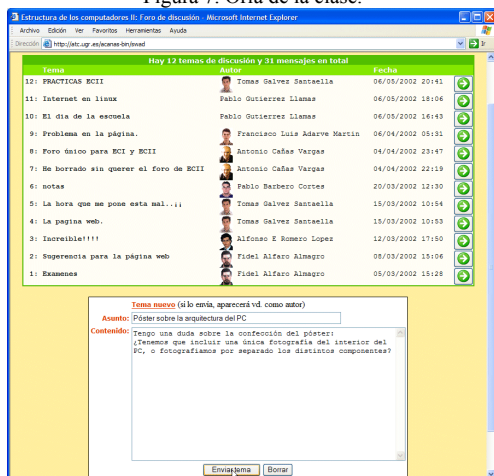 Figura 7. Orla de la clase.
Estructura de los computadores II: Foro de discusión - Microsoft Internet Explorer
Archivo Edición Ver Favoritos Herramientas Ayuda
Dirección http://atc.ugr.es/acanas-bin/swad Ir
Hay 12 temas de discusión y 31 mensajes en total
Tema Autor Fecha
12: PRACTICAS ECII Tomas Galvez Santaella 06/05/2002 20:41
11: Internet en linux Pablo Gutierrez Llamas 06/05/2002 18:06
10: El dia de la escuela Pablo Gutierrez Llamas 06/05/2002 16:43
9: Problema en la página. Francisco Luis Adarve Martin 06/04/2002 05:31
8: Foro único para ECI y ECII Antonio Cañas Vargas 04/04/2002 23:47
7: He borrado sin querer el foro de ECII Antonio Cañas Vargas 04/04/2002 22:19
6: notas Pablo Barbero Cortes 20/03/2002 12:30
5: La hora que me pone esta mal..¡¡ Tomas Galvez Santaella 15/03/2002 10:54
4: La pagina web. Tomas Galvez Santaella 15/03/2002 10:53
3: Increible!!!! Alfonso E Romero Lopez 12/03/2002 17:50
2: Sugerencia para la página web Fidel Alfaro Almagro 08/03/2002 15:06
1: Examenes Fidel Alfaro Almagro 05/03/2002 15:28
Tema nuevo (si lo envía, aparecerá vd. como autor)
Asunto: Póster sobre la arquitectura del PC
Contenido: Tengo una duda sobre la confección del póster:
¿Tenemos que incluir una única fotografía del interior del
PC, o fotografiamos por separado los distintos componentes?
Enviar tema Borrar